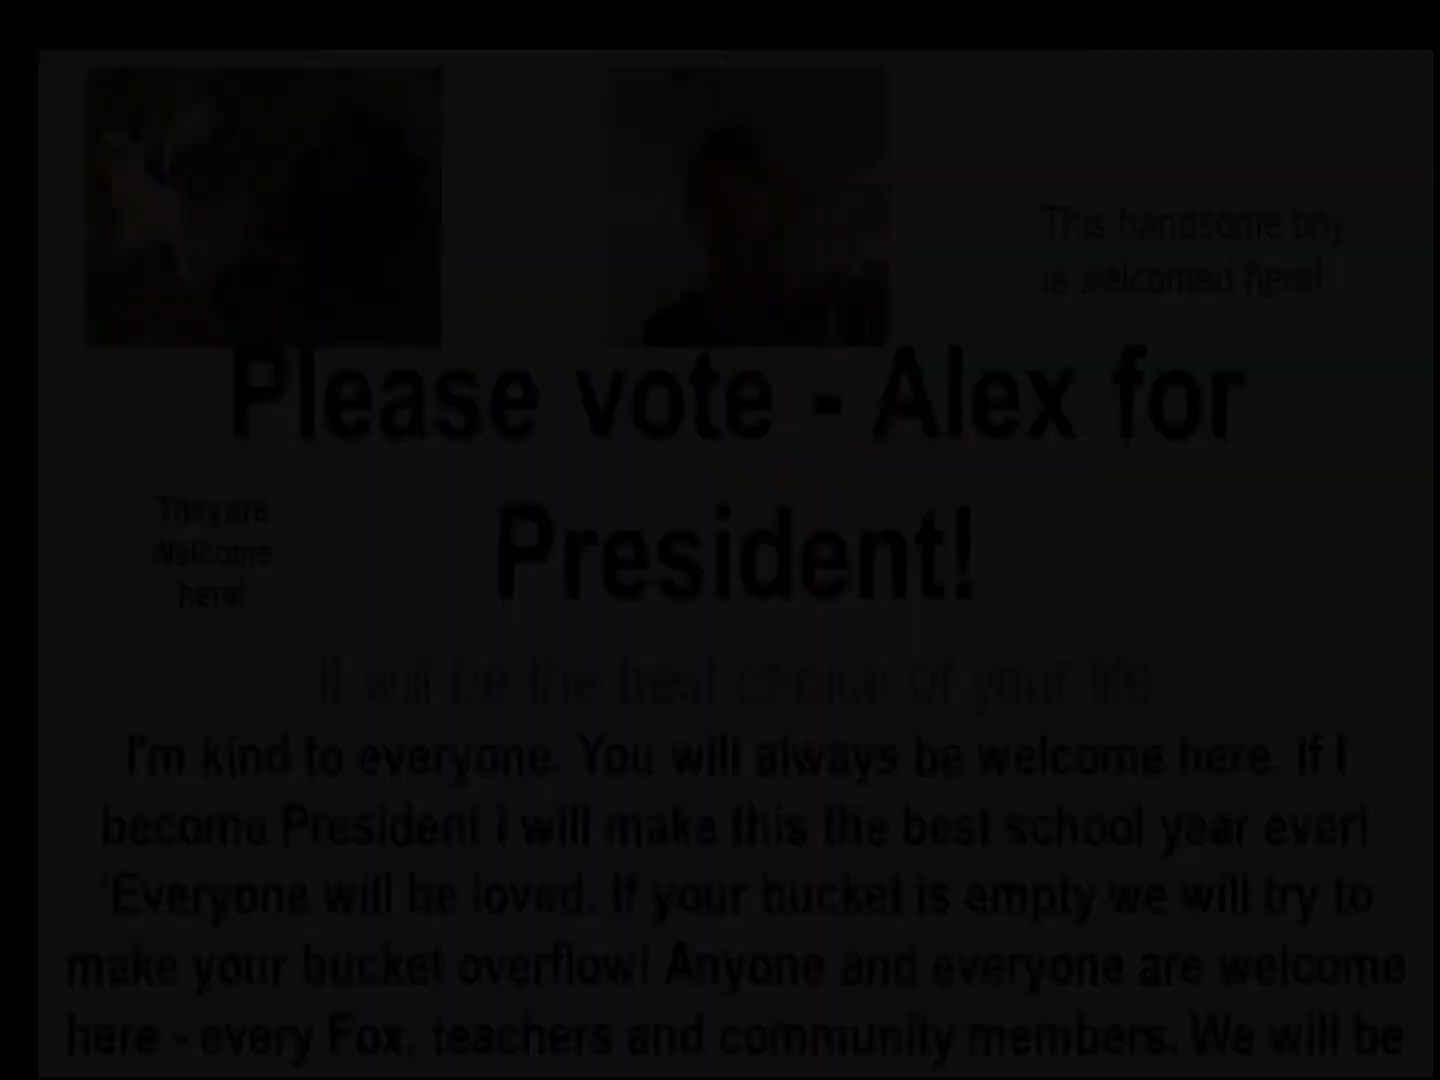 This handsome boy
is welcomed here!
Please vote - Alex for
President!
They are
Welcome
here!
It will be the best choice of your life
I'm kind to everyone. You will always be welcome here. If I
become President I will make this the best school year ever!
Everyone will be loved. If your bucket is empty we will try to
make your bucket overflow! Anyone and everyone are welcome
here - every Fox, teachers and community members. We will be